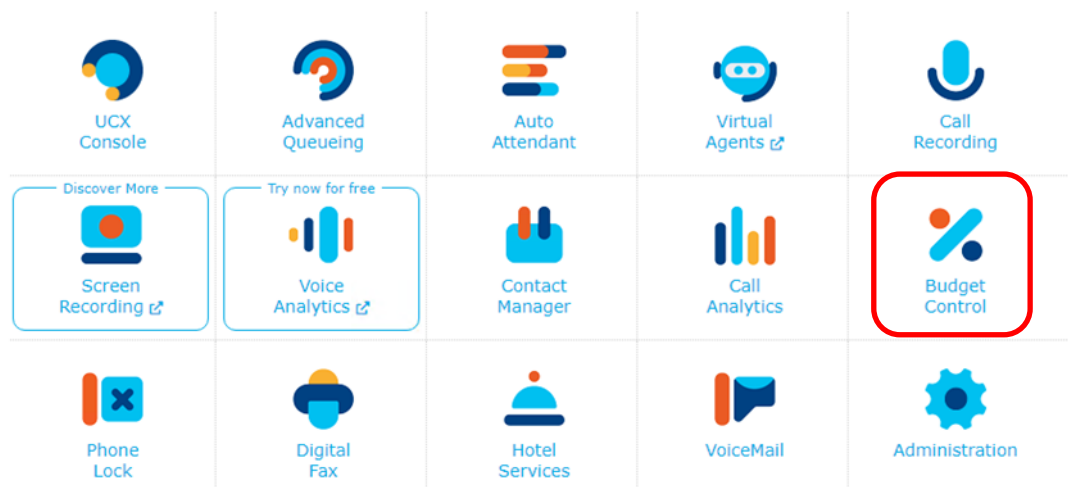 UCX
Console
Advanced
Queueing
Auto
Attendant
Virtual
Agents
Call
Recording
Discover More
Screen
Recording
Try now for free
Voice
Analytics
Contact
Manager
Call
Analytics
Budget
Control
Phone
Lock
Digital
Fax
Hotel
Services
VoiceMail
Administration